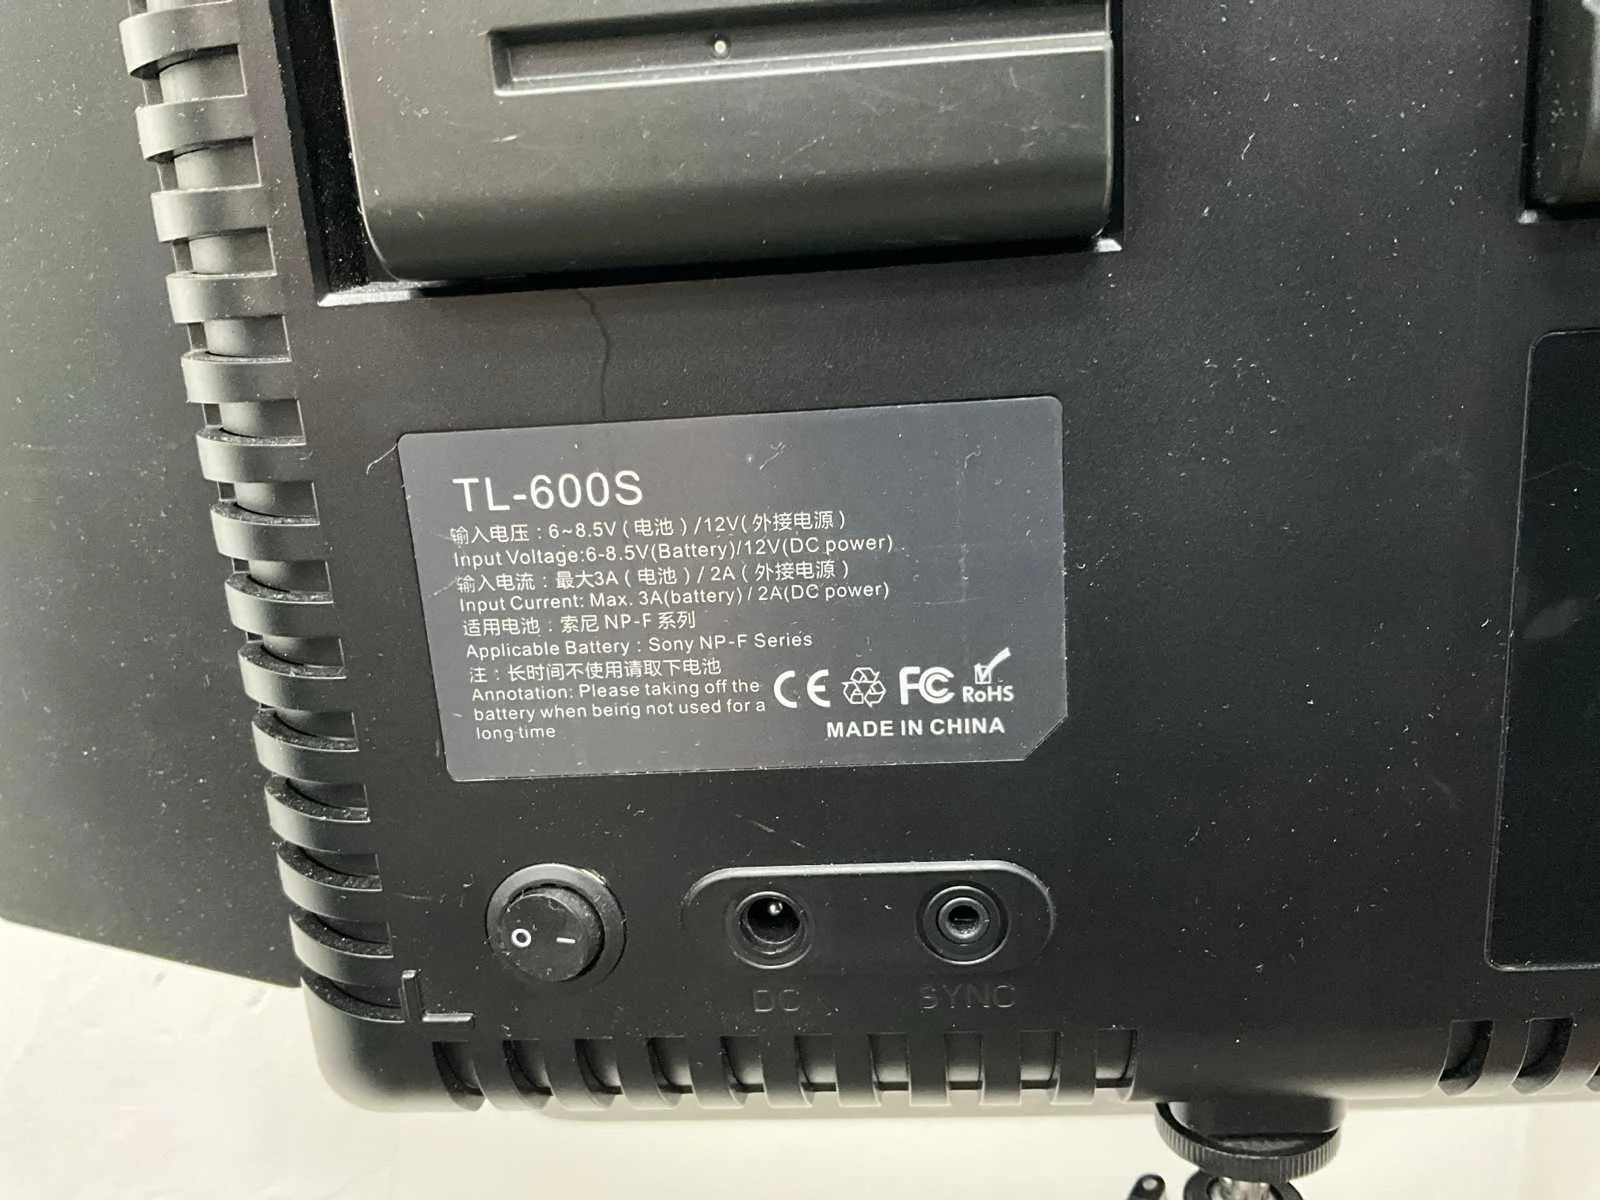 TL-600S
输入电压：6~8.5V（电池）/12V（外接电源）
Input Voltage:6-8.5V(Battery)/12V(DC power)
输入电流：最大3A（电池）/ 2A（外接电源）
Input Current: Max. 3A(battery) / 2A(DC power)
适用电池：索尼 NP-F 系列
Applicable Battery : Sony NP-F Series
注：长时间不使用请取下电池
Annotation: Please taking off the
battery when being not used for a
long time
CE FC RoHS
MADE IN CHINA
O –
DC SYNC
L